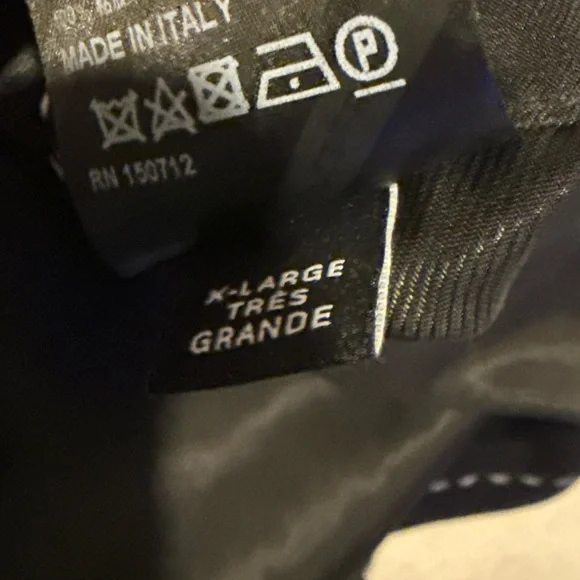 MADE IN ITALY
P
RN 150712
X-LARGE
TRÈS
GRANDE